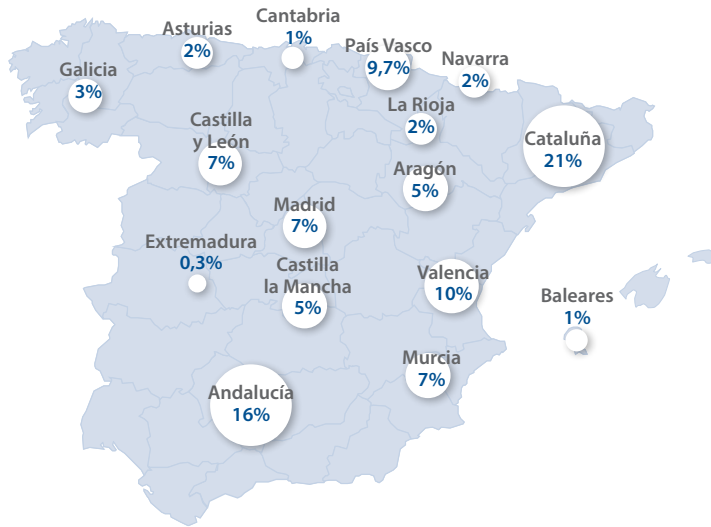 Cantabria
1%
Asturias
2%
País Vasco
9,7%
Navarra
2%
Galicia
3%
La Rioja
2%
Castilla
y León
7%
Cataluña
21%
Aragón
5%
Madrid
7%
Extremadura
0,3%
Castilla
la Mancha
5%
Valencia
10%
Baleares
1%
Murcia
7%
Andalucía
16%